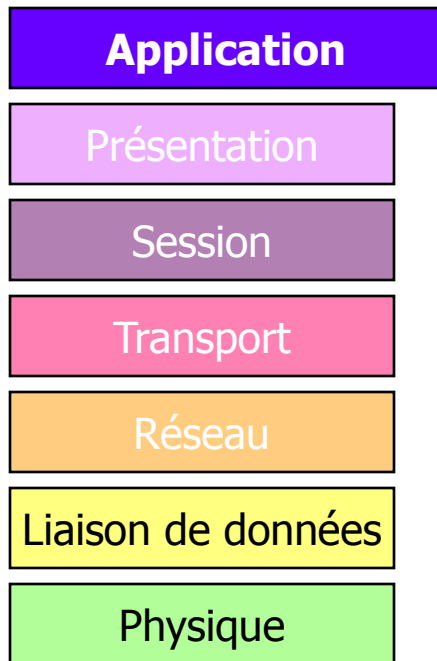 Application
Présentation
Session
Transport
Réseau
Liaison de données
Physique